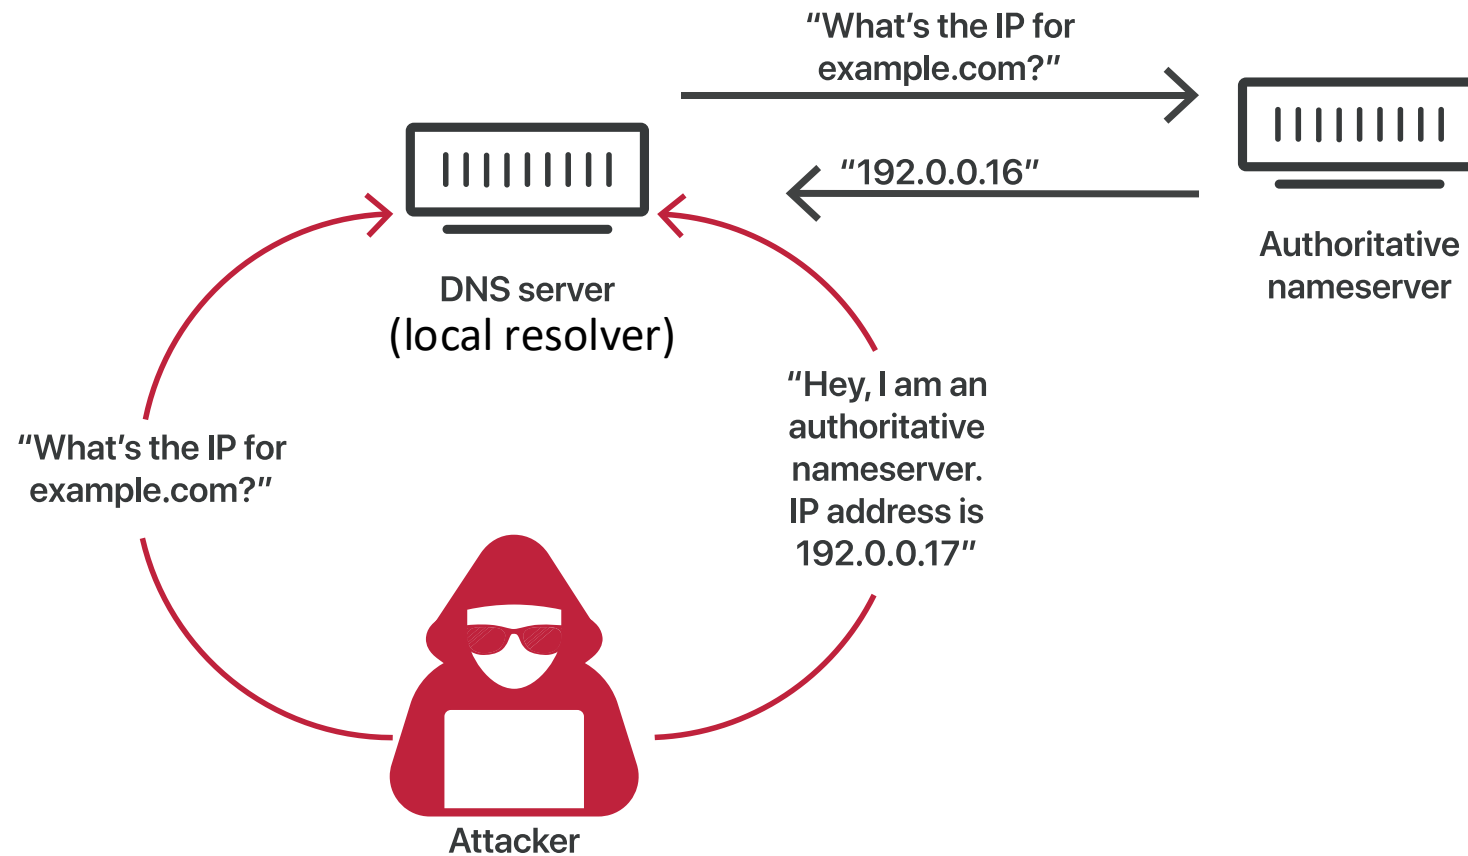 “What’s the IP for
example.com?”
“192.0.0.16”
Authoritative
nameserver
DNS server
(local resolver)
“Hey, I am an
authoritative
nameserver.
IP address is
192.0.0.17”
“What’s the IP for
example.com?”
Attacker